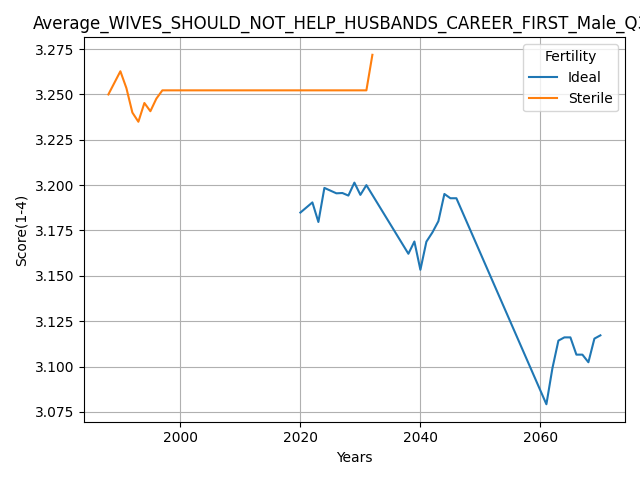 Average_WIVES_SHOULD_NOT_HELP_HUSBANDS_CAREER_FIRST_Male_Q
3.275
3.250
3.225
3.200
3.175
3.150
3.125
3.100
3.075
Score(1-4)
Fertility
Ideal
Sterile
2000 2020 2040 2060
Years